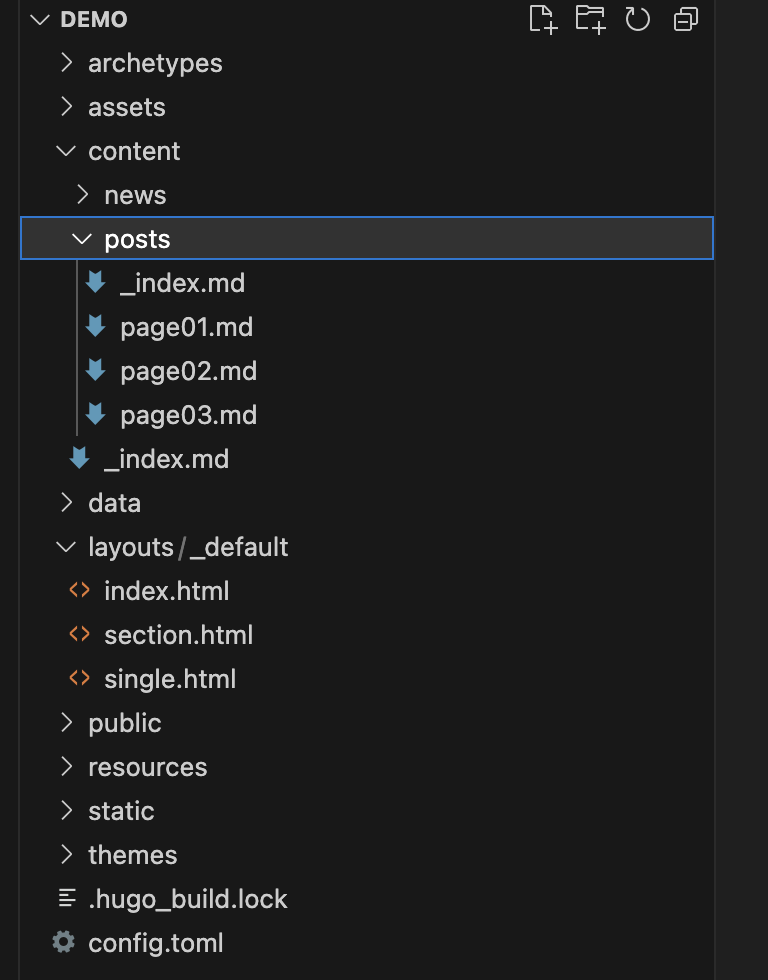 DEMO
archetypes
assets
content
news
posts
_index.md
page01.md
page02.md
page03.md
_index.md
data
layouts/_default
index.html
section.html
single.html
public
resources
static
themes
.hugo_build.lock
config.toml